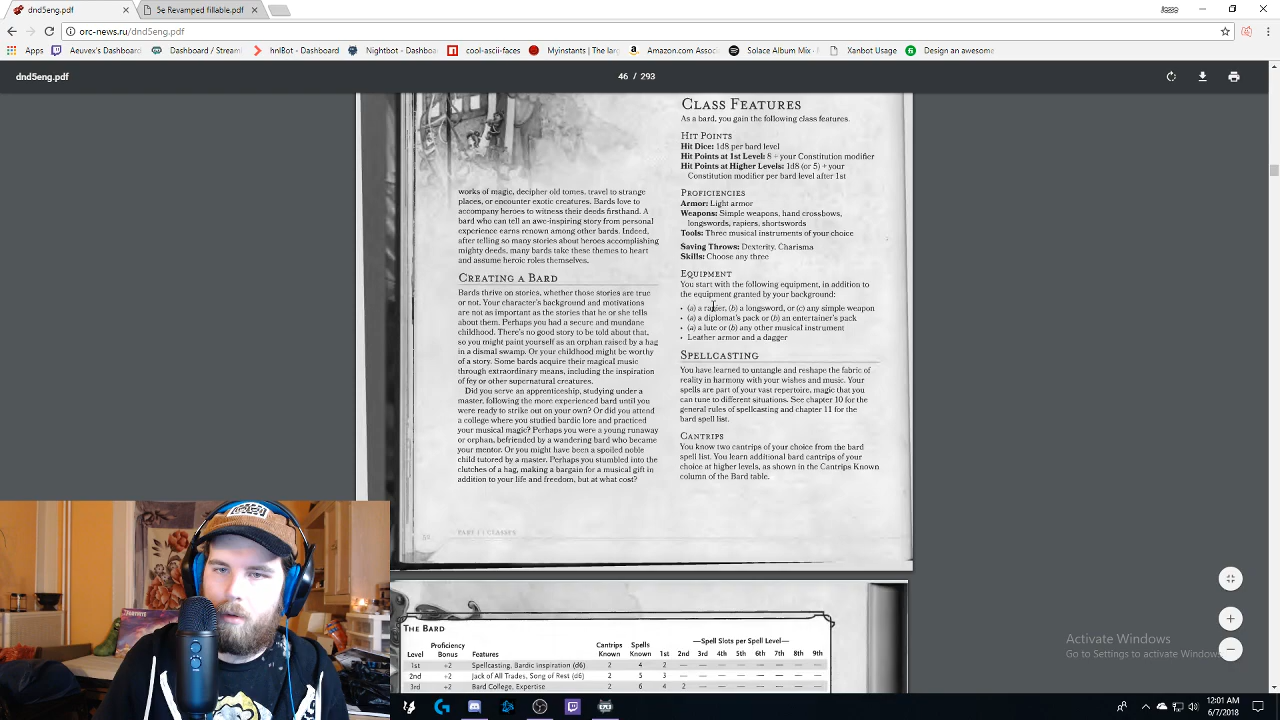 dnd5eng.pdf
5e Revamped fillable.pdf
orc-news.ru/dnd5eng.pdf
Apps
Aeuvex's Dashboard
Dashboard / Stream
hniBot - Dashboard
Nightbot - Dashboard
cool-ascii-faces
Myinstants | The larg
Amazon.com Assoc
Solace Album Mix -
Xanbot Usage
Design an awesome
dnd5eng.pdf
46 / 293
works of magic, decipher old tomes, travel to strange
places, or encounter exotic creatures. Bards love to
accompany heroes to witness their deeds firsthand. A
bard who can tell an awe-inspiring story from personal
experience earns renown among other bards. Indeed,
after telling so many stories about heroes accomplishing
mighty deeds, many bards take these themes to heart
and assume heroic roles themselves.
Creating a Bard
Bards thrive on stories, whether those stories are true
or not. Your character's background and motivations
are not as important as the stories that he or she tells
about them. Perhaps you had a secure and mundane
childhood. There's no good story to be told about that,
so you might paint yourself as an orphan raised by a hag
in a dismal swamp. Or your childhood might be worthy
of a story. Some bards acquire their magical music
through extraordinary means, including the inspiration
of fey or other supernatural creatures.
Did you serve an apprenticeship, studying under a
master, following the more experienced bard until you
were ready to strike out on your own? Or did you attend
a college where you studied bardic lore and practiced
your musical magic? Perhaps you were a young runaway
or orphan, befriended by a wandering bard who became
your mentor. Or you might have been a spoiled noble
child tutored by a master. Perhaps you stumbled into the
clutches of a hag, making a bargain for a musical gift in
addition to your life and freedom, but at what cost?
PART 1 | CLASSES
Class Features
As a bard, you gain the following class features.
Hit Points
Hit Dice: 1d8 per bard level
Hit Points at 1st Level: 8 + your Constitution modifier
Hit Points at Higher Levels: 1d8 (or 5) + your
Constitution modifier per bard level after 1st
Proficiencies
Armor: Light armor
Weapons: Simple weapons, hand crossbows,
longswords, rapiers, shortswords
Tools: Three musical instruments of your choice
Saving Throws: Dexterity, Charisma
Skills: Choose any three
Equipment
You start with the following equipment, in addition to
the equipment granted by your background:
• (a) a rapier, (b) a longsword, or (c) any simple weapon
• (a) a diplomat's pack or (b) an entertainer's pack
• (a) a lute or (b) any other musical instrument
• Leather armor and a dagger
Spellcasting
You have learned to untangle and reshape the fabric of
reality in harmony with your wishes and music. Your
spells are part of your vast repertoire, magic that you
can tune to different situations. See chapter 10 for the
general rules of spellcasting and chapter 11 for the
bard spell list.
Cantrips
You know two cantrips of your choice from the bard
spell list. You learn additional bard cantrips of your
choice at higher levels, as shown in the Cantrips Known
column of the Bard table.
The Bard
Proficiency Cantrips Spells —Spell Slots per Spell Level—
Level Bonus Features Known Known 1st 2nd 3rd 4th 5th 6th 7th 8th 9th
1st +2 Spellcasting, Bardic Inspiration (d6) 2 4 2 — — — — — — — —
2nd +2 Jack of All Trades, Song of Rest (d6) 2 5 3 — — — — — — — —
3rd +2 Bard College, Expertise 2 6 4 2 — — — — — — —
Activate Windows
Go to Settings to activate Windows.
12:01 AM
6/7/2018